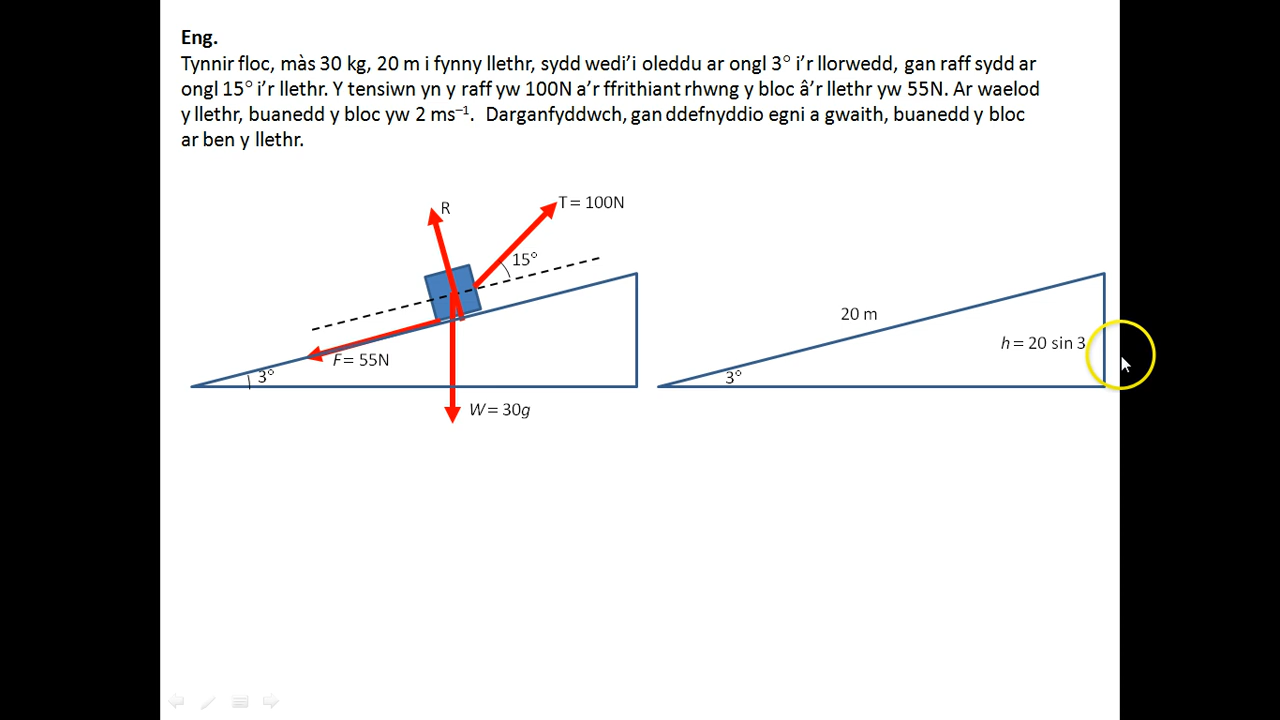 Eng.
Tynnir floc, màs 30 kg, 20 m i fynny llethr, sydd wedi’i oleddu ar ongl 3° i’r llorwedd, gan raff sydd ar
ongl 15° i’r llethr. Y tensiwn yn y raff yw 100N a’r ffrithiant rhwng y bloc â’r llethr yw 55N. Ar waelod
y llethr, buanedd y bloc yw 2 ms⁻¹. Darganfyddwch, gan ddefnyddio egni a gwaith, buanedd y bloc
ar ben y llethr.
R
T = 100N
15°
F = 55N
3°
W = 30g
20 m
h = 20 sin 3
3°